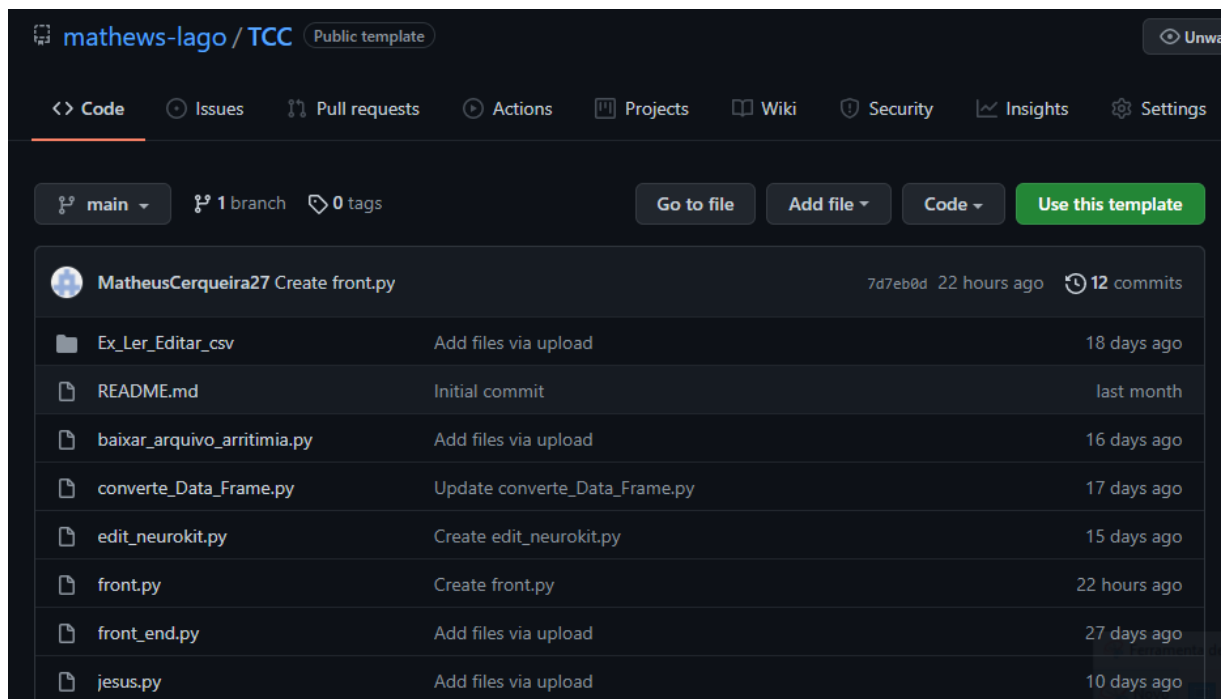 mathews-lago / TCC Public template
Code Issues Pull requests Actions Projects Wiki Security Insights Settings
main 1 branch 0 tags Go to file Add file Code Use this template
MatheusCerqueira27 Create front.py 7d7eb0d 22 hours ago 12 commits
Ex_Ler_Editar_csv Add files via upload 18 days ago
README.md Initial commit last month
baixar_arquivo_arritimia.py Add files via upload 16 days ago
converte_Data_Frame.py Update converte_Data_Frame.py 17 days ago
edit_neurokit.py Create edit_neurokit.py 15 days ago
front.py Create front.py 22 hours ago
front_end.py Add files via upload 27 days ago
jesus.py Add files via upload 10 days ago